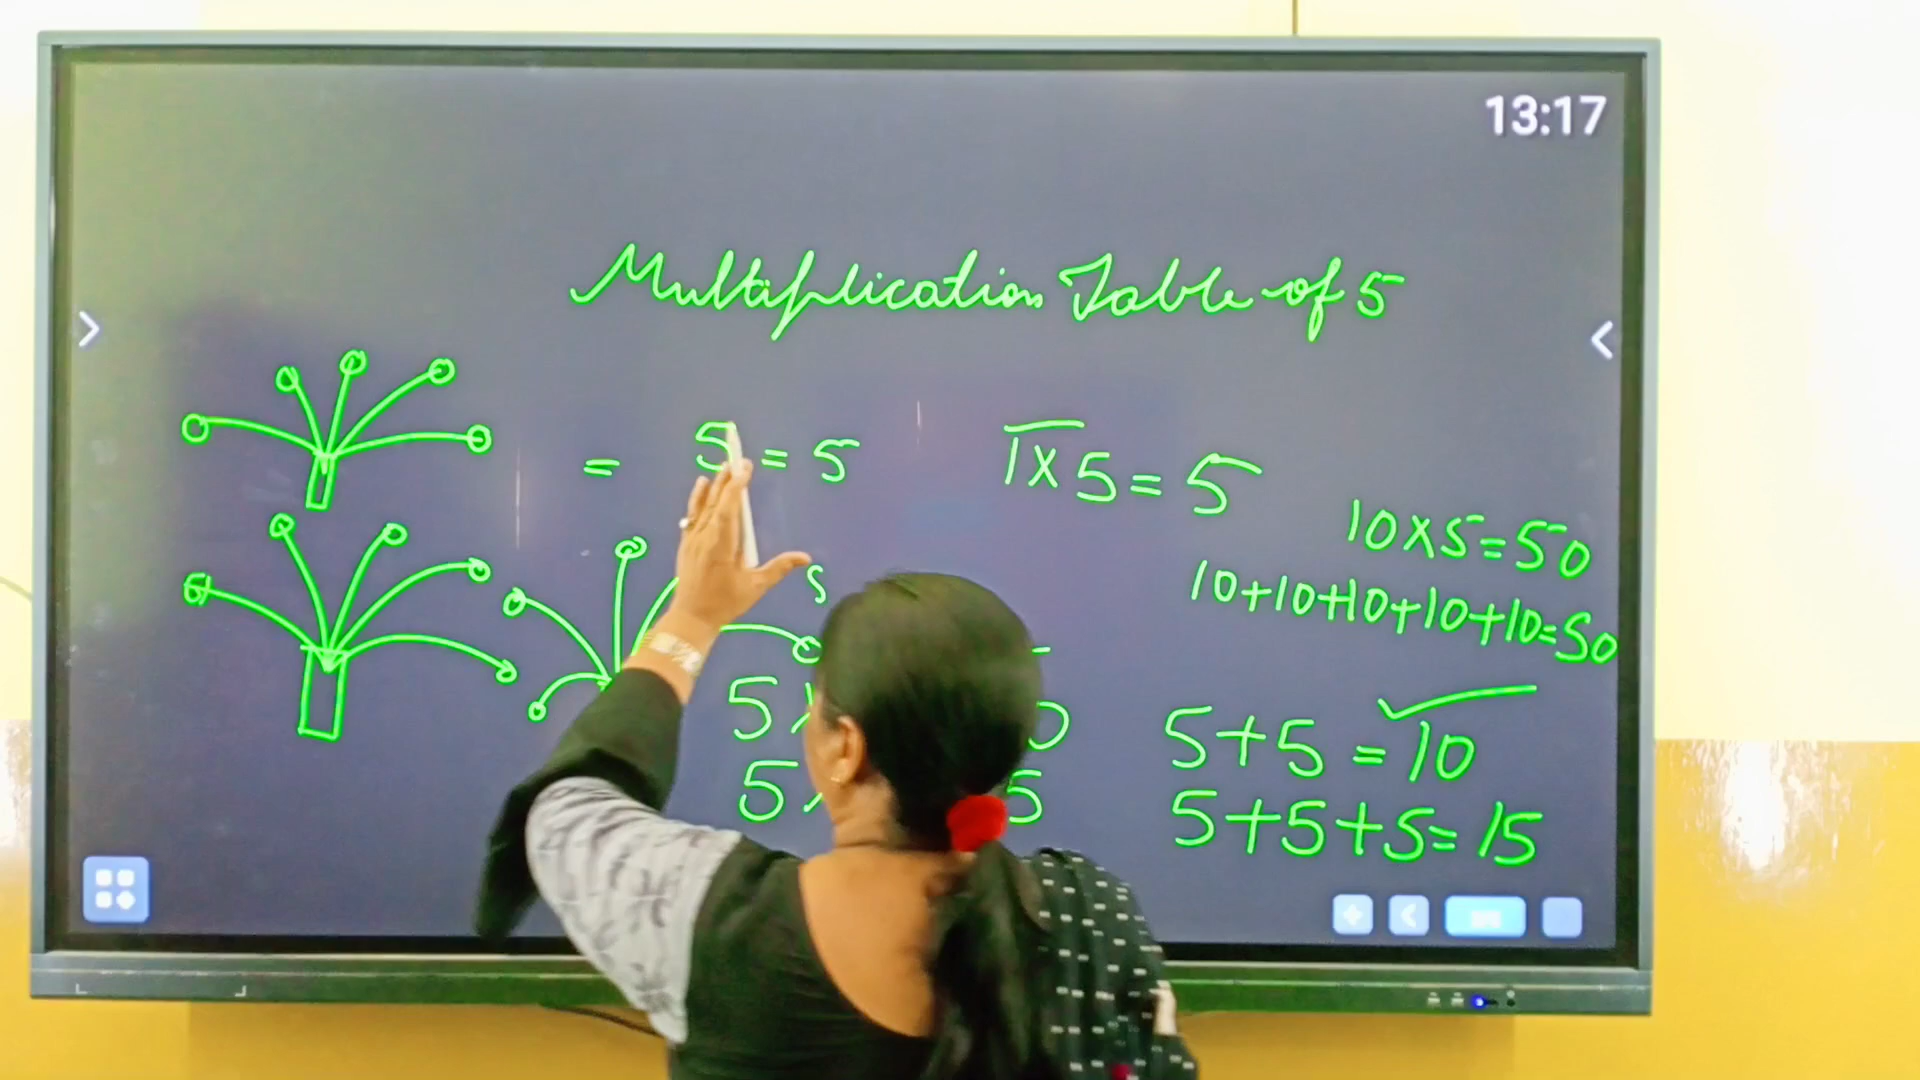 13:17
Multiplication Table of 5
= 5 = 5
1x5=5
10x5=50
10+10+10+10+10=50
5+5=10
5+5+5=15